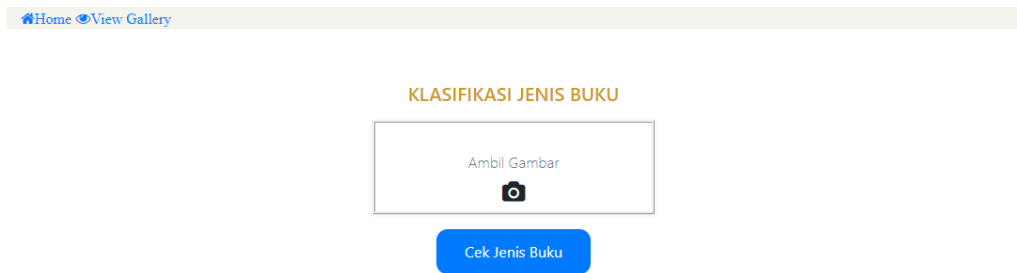 Home View Gallery
KLASIFIKASI JENIS BUKU
Ambil Gambar
Cek Jenis Buku